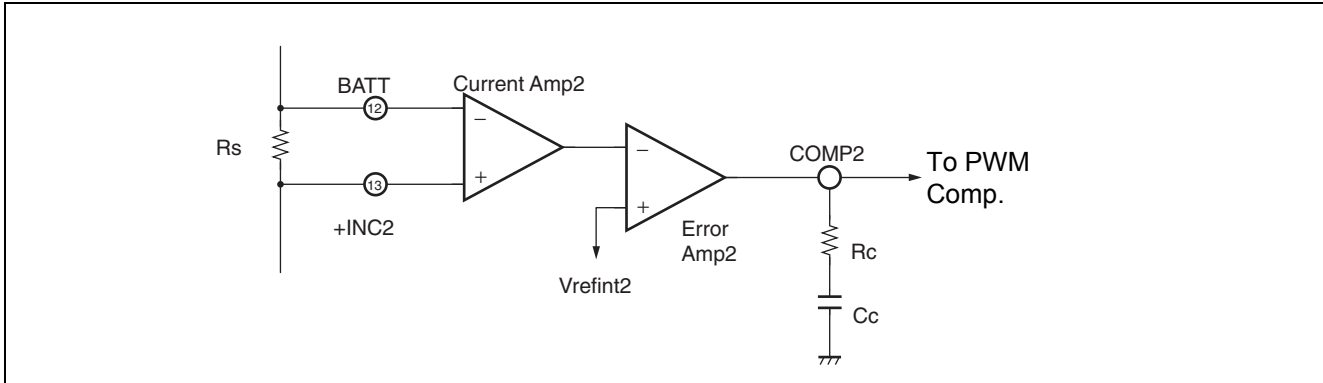 BATT
Current Amp2
12
−
Rs
−
COMP2
To PWM
Comp.
13
+
+
+INC2
Error
Amp2
Rc
Vrefint2
Cc